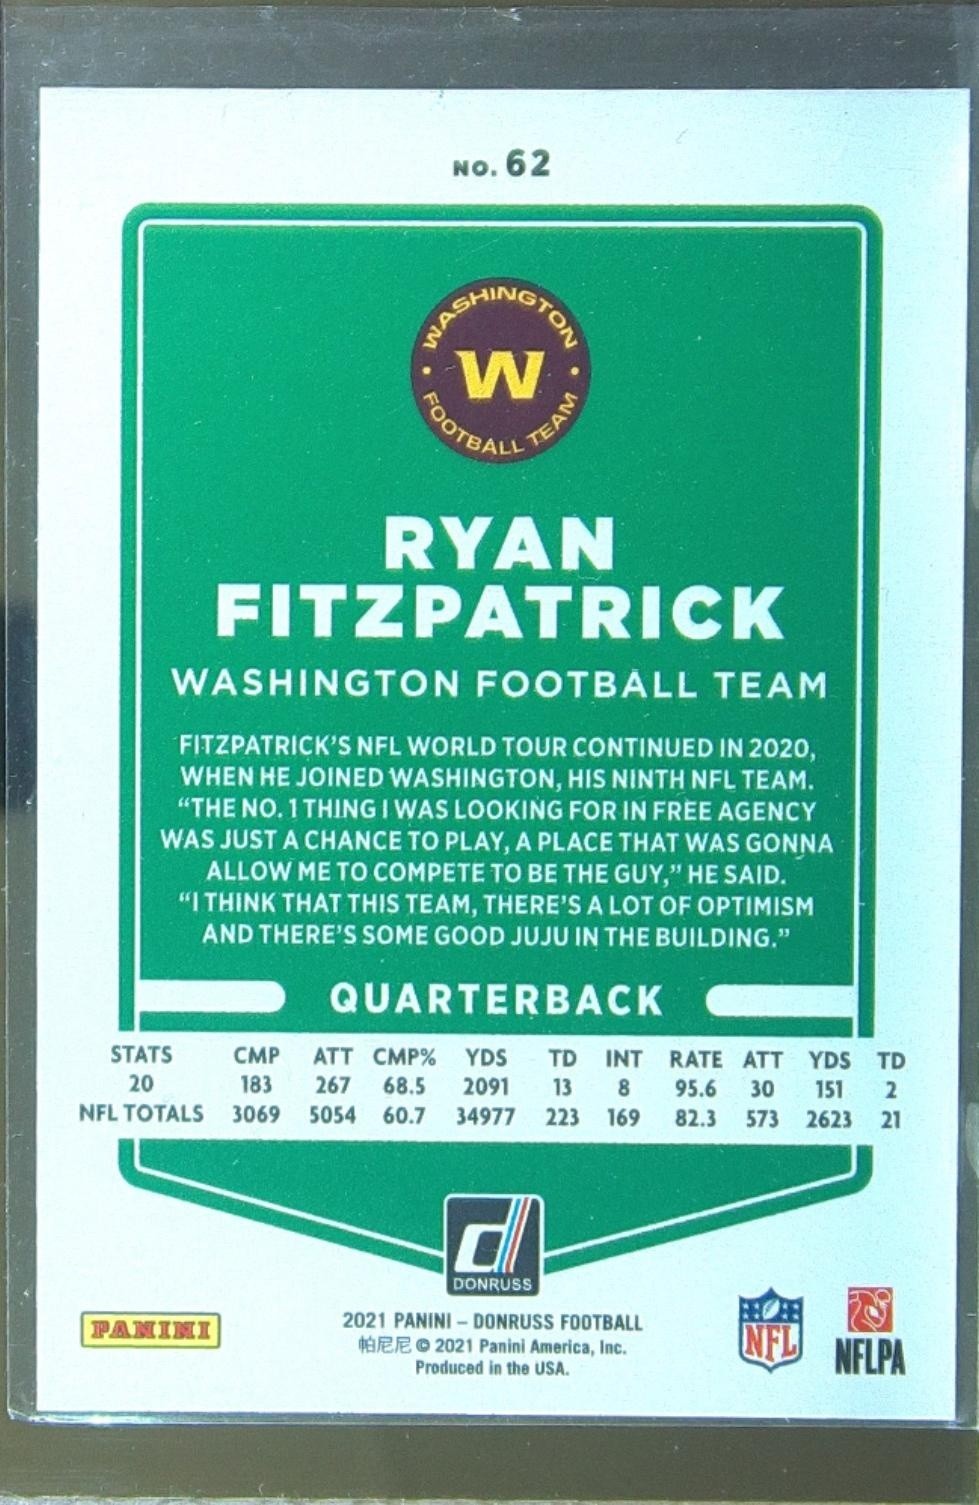 NO. 62
WASHINGTON
W
FOOTBALL TEAM
RYAN
FITZPATRICK
WASHINGTON FOOTBALL TEAM
FITZPATRICK'S NFL WORLD TOUR CONTINUED IN 2020,
WHEN HE JOINED WASHINGTON, HIS NINTH NFL TEAM.
“THE NO. 1 THING I WAS LOOKING FOR IN FREE AGENCY
WAS JUST A CHANCE TO PLAY, A PLACE THAT WAS GONNA
ALLOW ME TO COMPETE TO BE THE GUY,” HE SAID.
“I THINK THAT THIS TEAM, THERE'S A LOT OF OPTIMISM
AND THERE'S SOME GOOD JUJU IN THE BUILDING.”
QUARTERBACK
STATS CMP ATT CMP% YDS TD INT RATE ATT YDS TD
20 183 267 68.5 2091 13 8 95.6 30 151 2
NFL TOTALS 3069 5054 60.7 34977 223 169 82.3 573 2623 21
d
DONRUSS
PANINI
2021 PANINI – DONRUSS FOOTBALL
帕尼尼 © 2021 Panini America, Inc.
Produced in the USA.
NFL
NFLPA